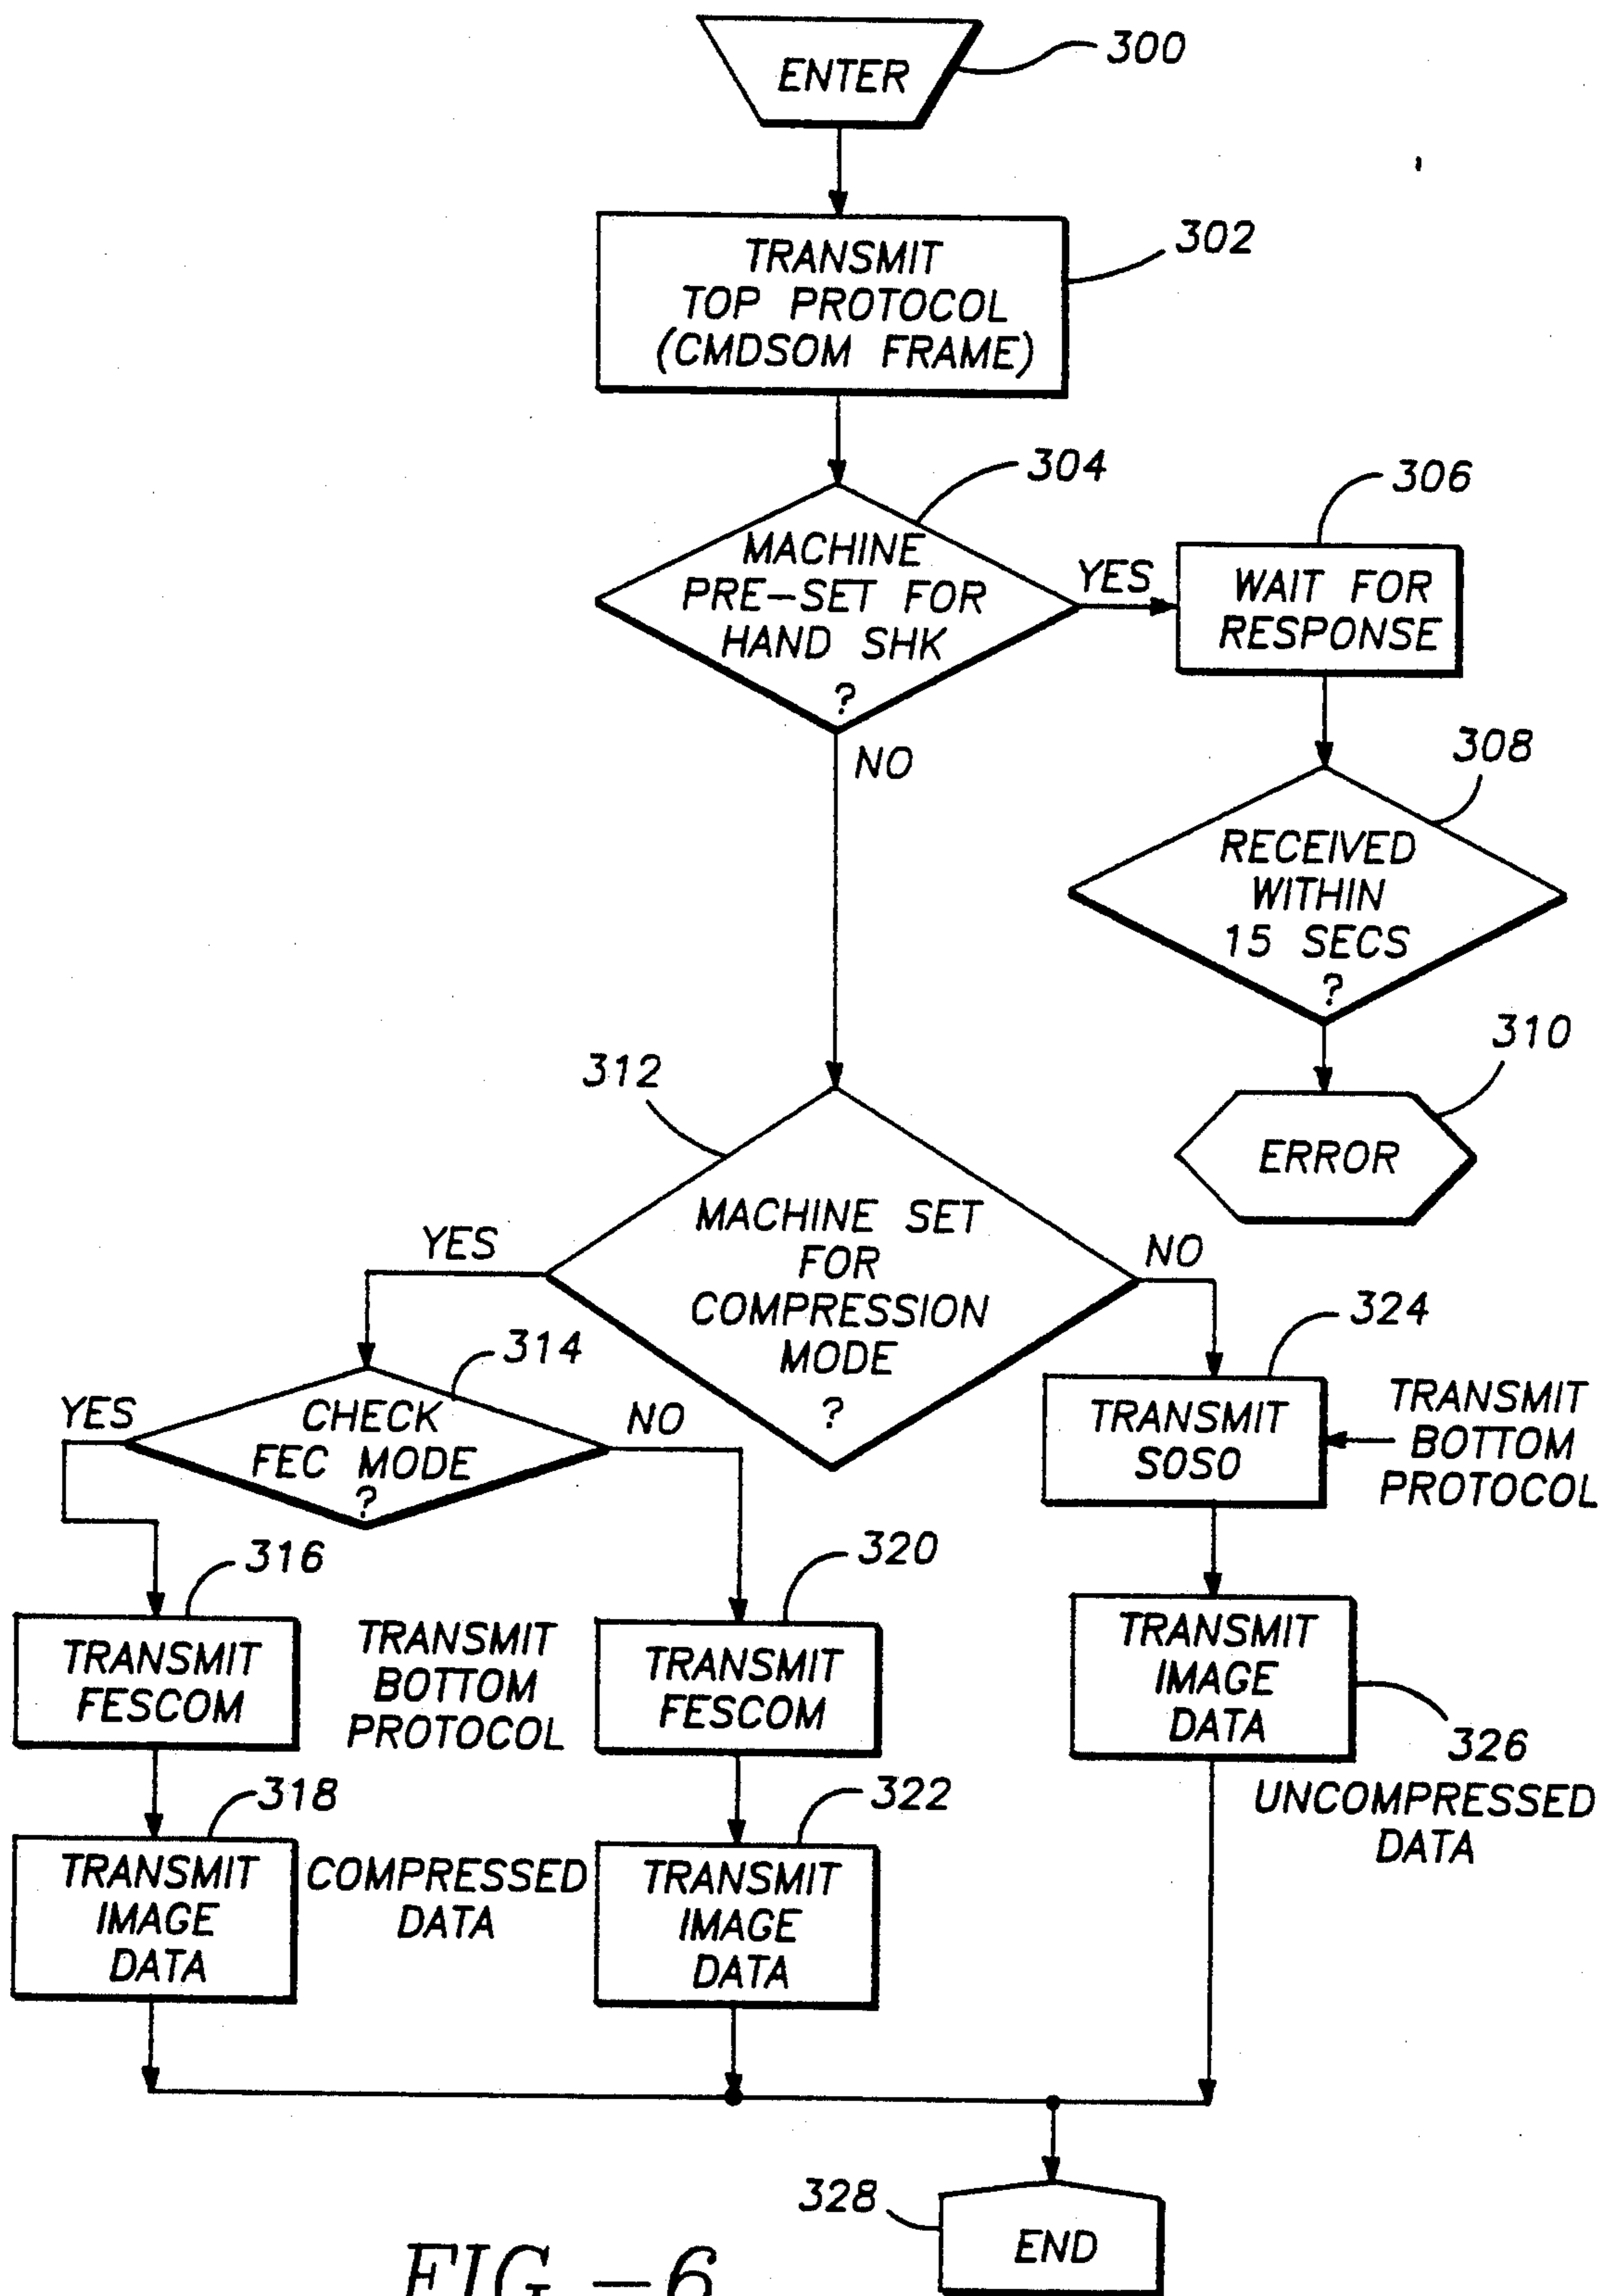 ENTER
300
TRANSMIT
TOP PROTOCOL
(CMDSOM FRAME)
302
MACHINE
PRE-SET FOR
HAND SHK
?
304
YES
NO
WAIT FOR
RESPONSE
306
RECEIVED
WITHIN
15 SECS
?
308
ERROR
310
MACHINE SET
FOR
COMPRESSION
MODE
?
312
YES
NO
CHECK
FEC MODE
?
314
YES
NO
TRANSMIT
SOSO
324
TRANSMIT
BOTTOM
PROTOCOL
TRANSMIT
FESCOM
316
TRANSMIT
BOTTOM
PROTOCOL
TRANSMIT
FESCOM
320
TRANSMIT
IMAGE
DATA
326
UNCOMPRESSED
DATA
TRANSMIT
IMAGE
DATA
318
COMPRESSED
DATA
TRANSMIT
IMAGE
DATA
322
END
328
FIG.-6